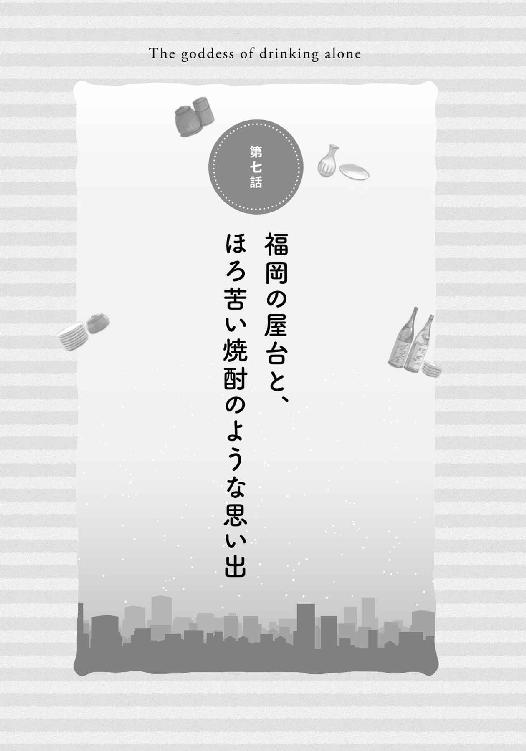 The goddess of drinking alone
第七話
福岡の屋台と、
ほろ苦い焼酎のような思い出